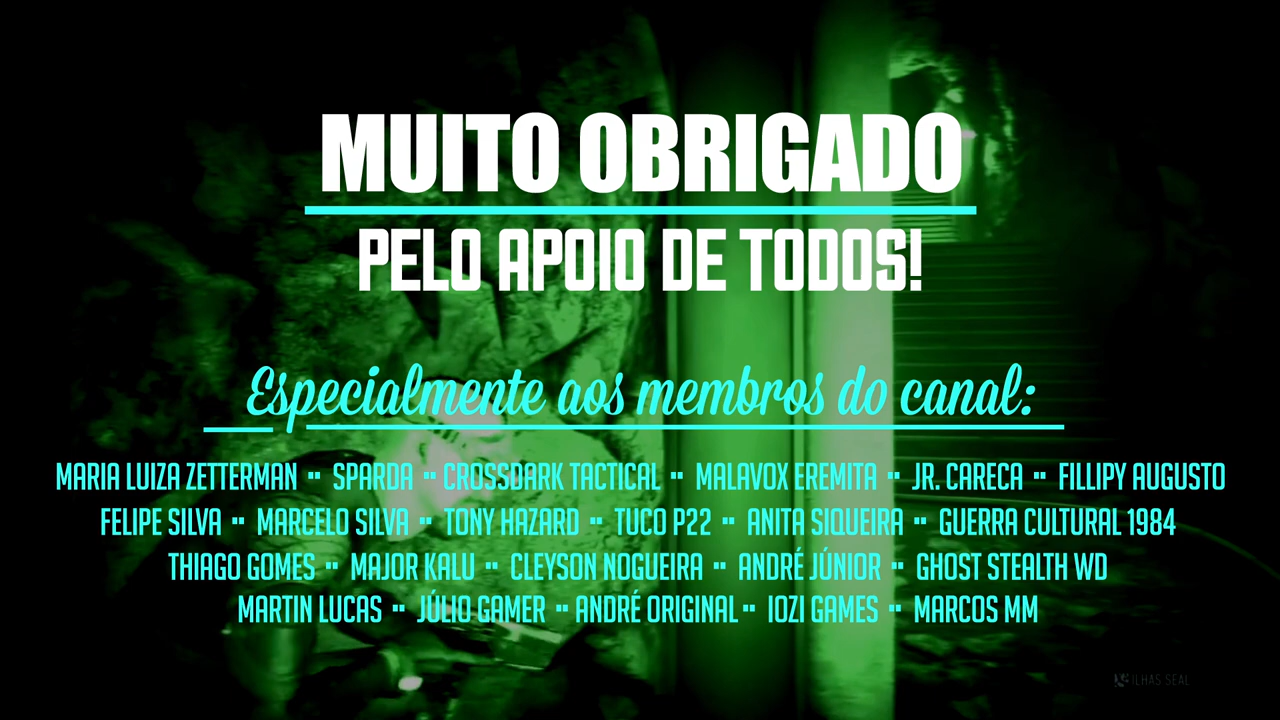 MUITO OBRIGADO
PELO APOIO DE TODOS!
Especialmente aos membros do canal:
MARIA LUIZA ZETTERMAN ▪▪ SPARDA ▪▪ CROSSDARK TACTICAL ▪▪ MALAVOX EREMITA ▪▪ JR. CARECA ▪▪ FILLIPY AUGUSTO
FELIPE SILVA ▪▪ MARCELO SILVA ▪▪ TONY HAZARD ▪▪ TUCO P22 ▪▪ ANITA SIQUEIRA ▪▪ GUERRA CULTURAL 1984
THIAGO GOMES ▪▪ MAJOR KALU ▪▪ CLEYSON NOGUEIRA ▪▪ ANDRÉ JÚNIOR ▪▪ GHOST STEALTH WD
MARTIN LUCAS ▪▪ JÚLIO GAMER ▪▪ ANDRÉ ORIGINAL ▪▪ IOZI GAMES ▪▪ MARCOS MM
ILHAS SEAL